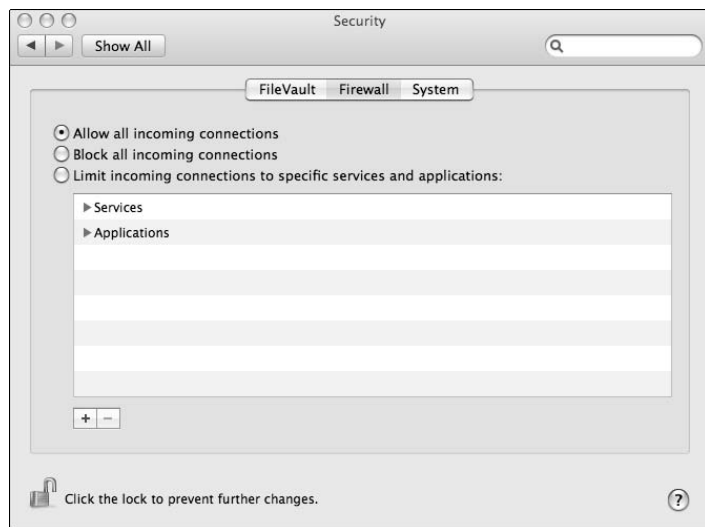 Security
Show All
FileVault Firewall System
Allow all incoming connections
Block all incoming connections
Limit incoming connections to specific services and applications:
Services
Applications
+ −
Click the lock to prevent further changes.
?